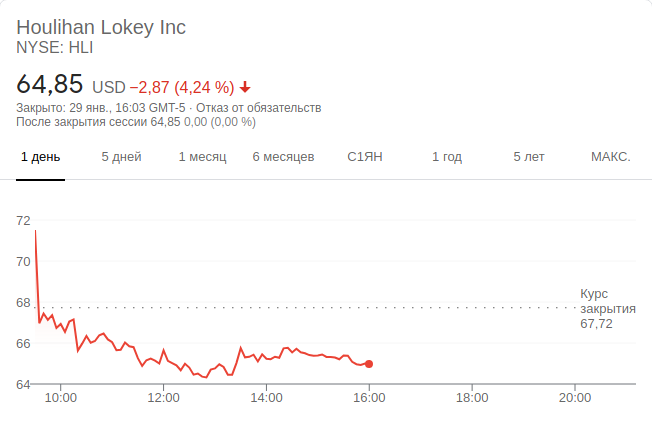 Houlihan Lokey Inc
NYSE: HLI
64,85 USD −2,87 (4,24 %)
Закрыто: 29 янв., 16:03 GMT-5 · Отказ от обязательств
После закрытия сессии 64,85 0,00 (0,00 %)
1 день 5 дней 1 месяц 6 месяцев С1ЯН 1 год 5 лет МАКС.
72
70
68
66
64
Курс
закрытия
67,72
10:00 12:00 14:00 16:00 18:00 20:00